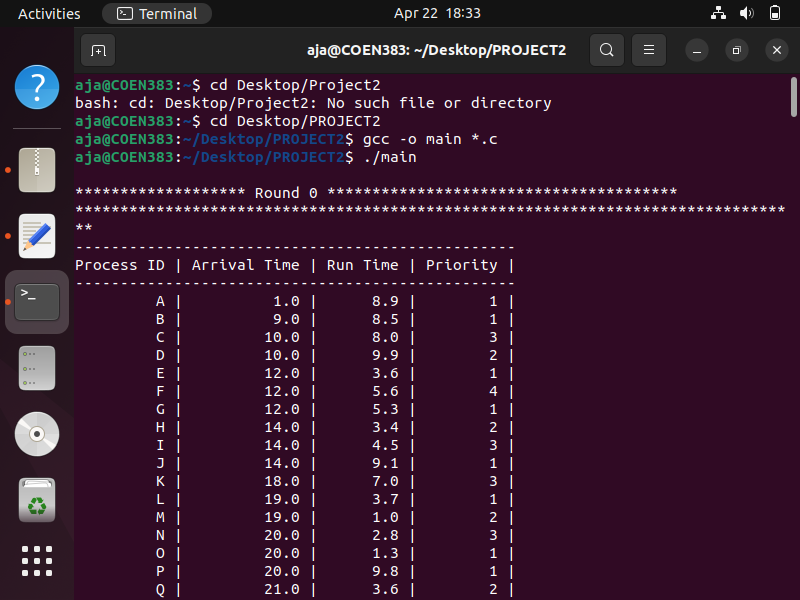 Activities Terminal Apr 22 18:33
aja@COEN383: ~/Desktop/PROJECT2
aja@COEN383:~$ cd Desktop/Project2
bash: cd: Desktop/Project2: No such file or directory
aja@COEN383:~$ cd Desktop/PROJECT2
aja@COEN383:~/Desktop/PROJECT2$ gcc -o main *.c
aja@COEN383:~/Desktop/PROJECT2$ ./main
******************* Round 0 ***************************************
*******************************************************************************
**
-------------------------------------------------
Process ID | Arrival Time | Run Time | Priority |
-------------------------------------------------
A | 1.0 | 8.9 | 1 |
B | 9.0 | 8.5 | 1 |
C | 10.0 | 8.0 | 3 |
D | 10.0 | 9.9 | 2 |
E | 12.0 | 3.6 | 1 |
F | 12.0 | 5.6 | 4 |
G | 12.0 | 5.3 | 1 |
H | 14.0 | 3.4 | 2 |
I | 14.0 | 4.5 | 3 |
J | 14.0 | 9.1 | 1 |
K | 18.0 | 7.0 | 3 |
L | 19.0 | 3.7 | 1 |
M | 19.0 | 1.0 | 2 |
N | 20.0 | 2.8 | 3 |
O | 20.0 | 1.3 | 1 |
P | 20.0 | 9.8 | 1 |
Q | 21.0 | 3.6 | 2 |